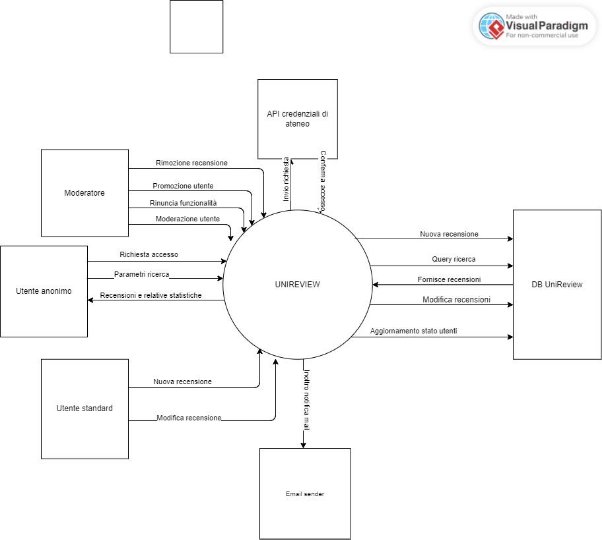 Made with
VisualParadigm
For non-commercial use
API credenziali di
ateneo
Invio richiesta
Conferma accesso
Moderatore
Rimozione recensione
Promozione utente
Rinuncia funzionalità
Moderazione utente
Utente anonimo
Richiesta accesso
Parametri ricerca
Recensioni e relative statistiche
UNIREVIEW
Nuova recensione
Query ricerca
Fornisce recensioni
Modifica recensioni
Aggiornamento stato utenti
DB UniReview
Utente standard
Nuova recensione
Modifica recensione
Inoltro notifica mail
Email sender